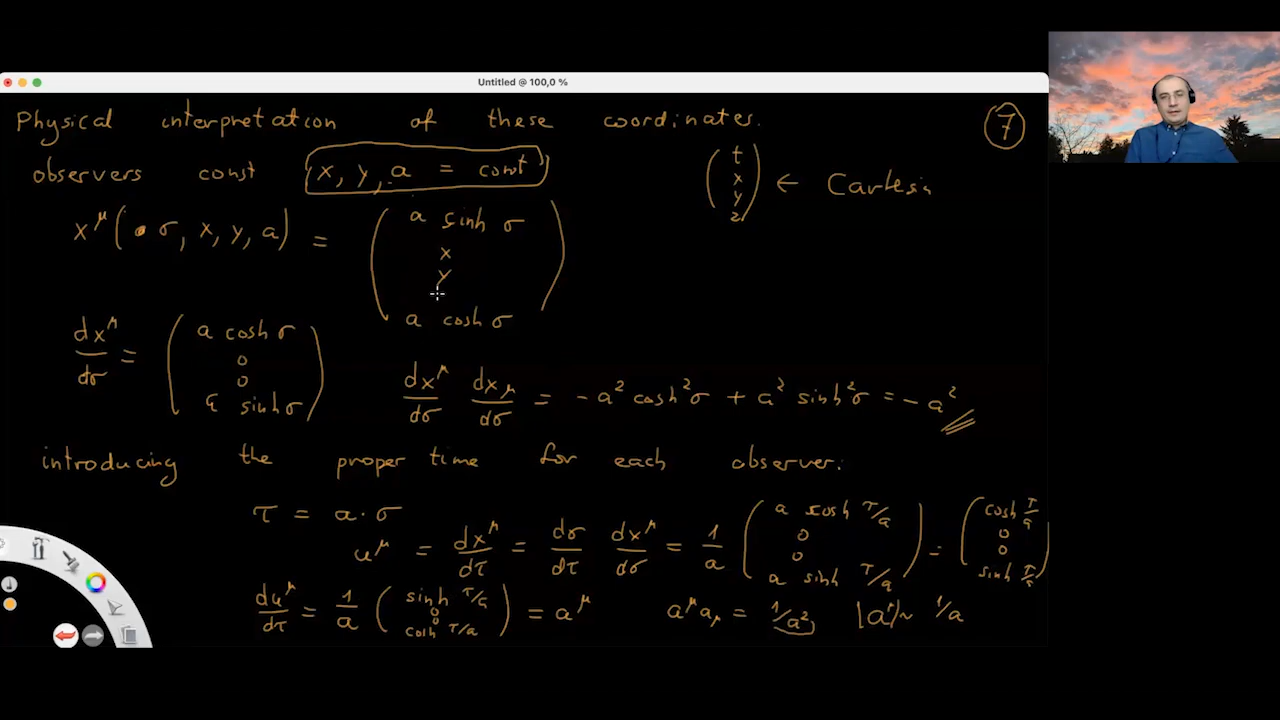 Untitled @ 100,0 %
Physical interpretation of these coordinates. 7
observers const x, y, a = const (t x y z) ← Cartesi
x^μ(σ, x, y, a) = (a sinh σ, x, y, a cosh σ)
dx^μ/dσ = (a cosh σ, 0, 0, a sinh σ)
dx^μ/dσ dx_μ/dσ = - a² cosh²σ + a² sinh²σ = - a²
introducing the proper time for each observer:
τ = a · σ
u^μ = dx^μ/dτ = dσ/dτ dx^μ/dσ = 1/a (a cosh τ/a, 0, 0, a sinh τ/a) = (cosh τ/a, 0, 0, sinh τ/a)
du^μ/dτ = 1/a (sinh τ/a, 0, 0, cosh τ/a) = a^μ a^μ a_μ = 1/a² |a^μ| ~ 1/a